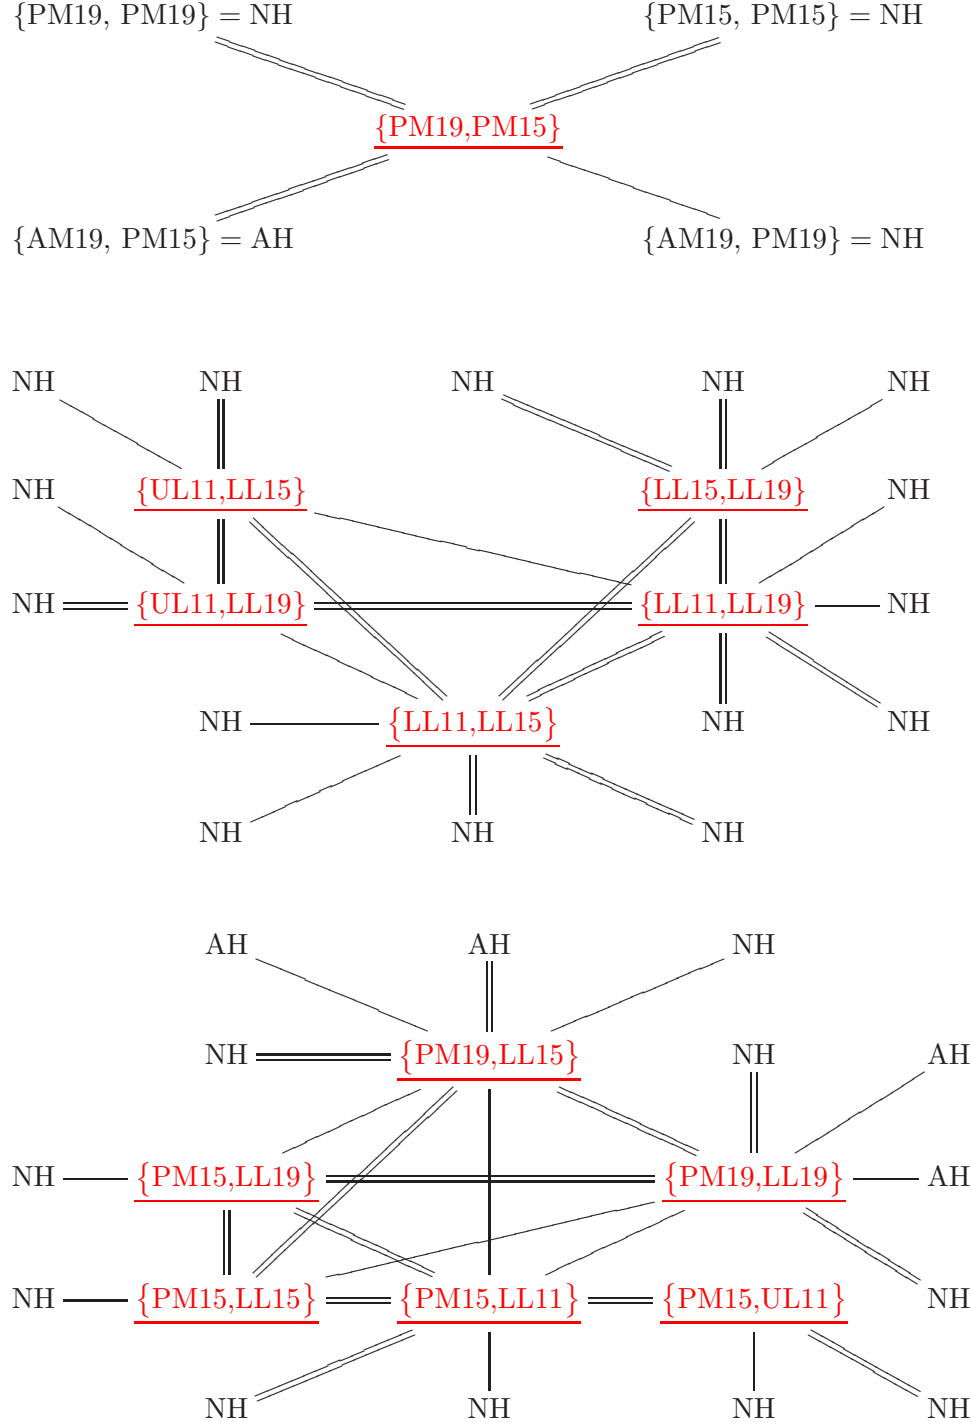 {PM19, PM19} = NH {PM15, PM15} = NH
{PM19,PM15}
{AM19, PM15} = AH {AM19, PM19} = NH
NH NH NH NH NH
NH {UL11,LL15} {LL15,LL19} NH
NH {UL11,LL19} {LL11,LL19} NH
NH {LL11,LL15} NH NH
NH NH NH
AH AH NH
NH {PM19,LL15} NH AH
NH {PM15,LL19} {PM19,LL19} AH
NH {PM15,LL15} {PM15,LL11} {PM15,UL11} NH
NH NH NH NH